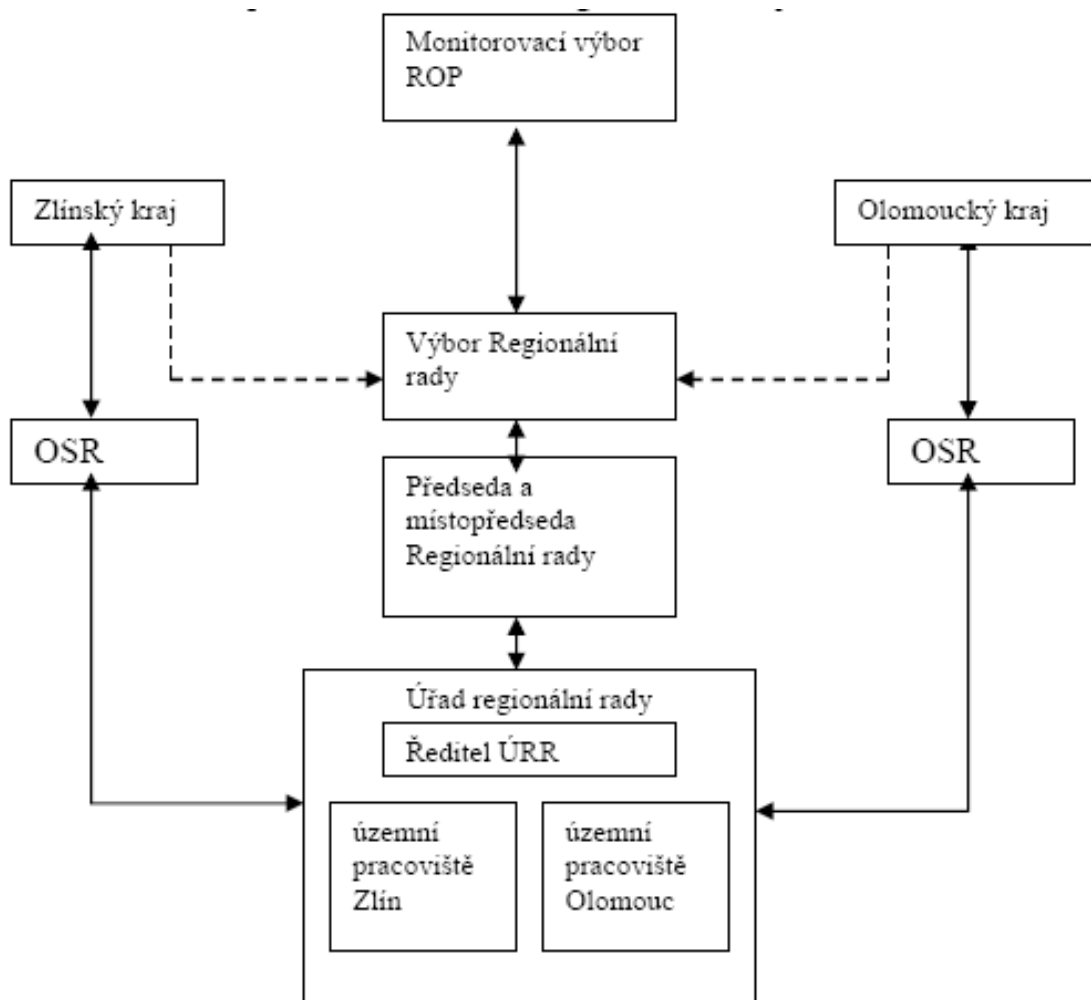 Monitorovací výbor
ROP
Zlínský kraj
Olomoucký kraj
Výbor Regionální
rady
OSR
OSR
Předseda a
místopředseda
Regionální rady
Úřad regionální rady
Ředitel ÚRR
územní
pracoviště
Zlín
územní
pracoviště
Olomouc